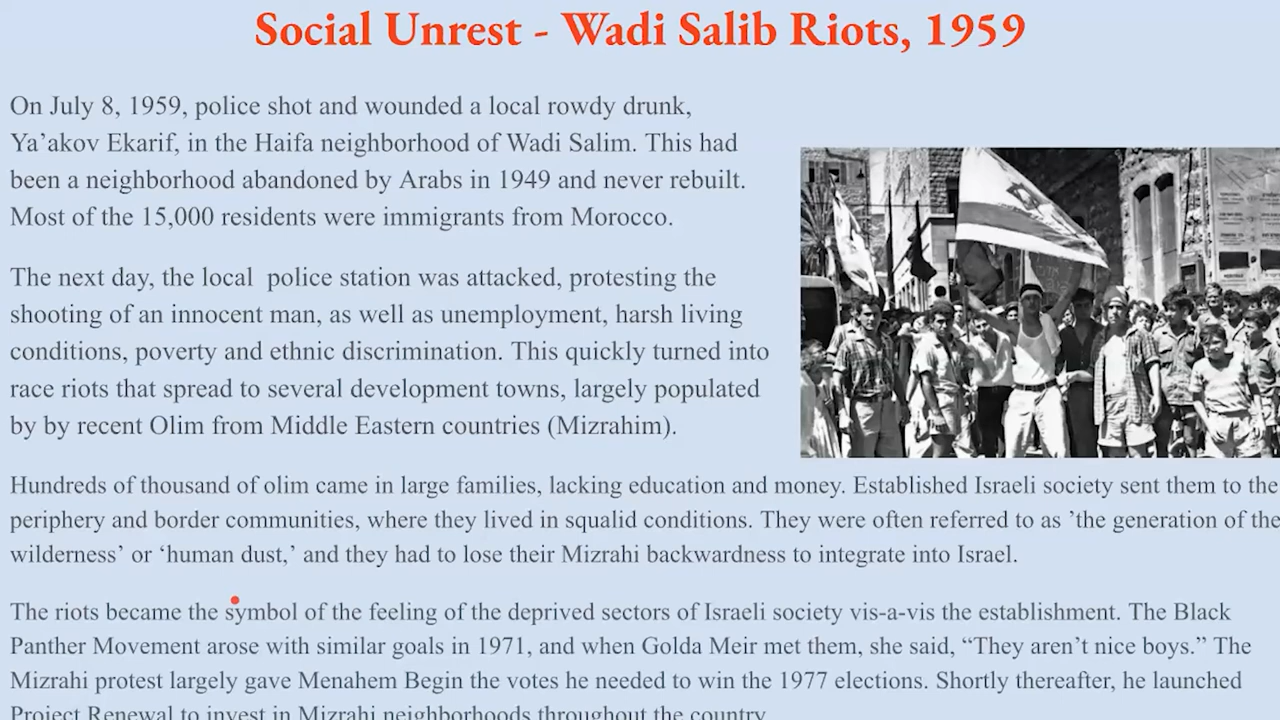 Social Unrest - Wadi Salib Riots, 1959
On July 8, 1959, police shot and wounded a local rowdy drunk,
Ya’akov Ekarif, in the Haifa neighborhood of Wadi Salim. This had
been a neighborhood abandoned by Arabs in 1949 and never rebuilt.
Most of the 15,000 residents were immigrants from Morocco.
The next day, the local  police station was attacked, protesting the
shooting of an innocent man, as well as unemployment, harsh living
conditions, poverty and ethnic discrimination. This quickly turned into
race riots that spread to several development towns, largely populated
by by recent Olim from Middle Eastern countries (Mizrahim).
Hundreds of thousand of olim came in large families, lacking education and money. Established Israeli society sent them to the
periphery and border communities, where they lived in squalid conditions. They were often referred to as ’the generation of the
wilderness’ or ‘human dust,’ and they had to lose their Mizrahi backwardness to integrate into Israel.
The riots became the symbol of the feeling of the deprived sectors of Israeli society vis-a-vis the establishment. The Black
Panther Movement arose with similar goals in 1971, and when Golda Meir met them, she said, “They aren’t nice boys.” The
Mizrahi protest largely gave Menahem Begin the votes he needed to win the 1977 elections. Shortly thereafter, he launched
Project Renewal to invest in Mizrahi neighborhoods throughout the country